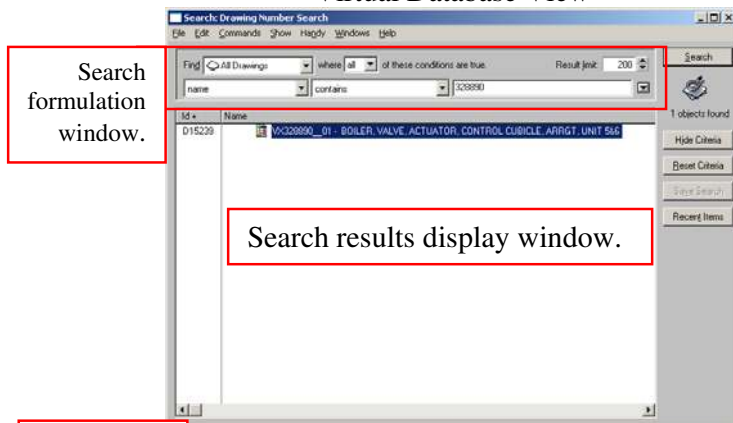 Virtual Database View
Search: Drawing Number Search
File Edit Commands Show Handy Windows Help
Find All Drawings where all of these conditions are true. Result limit: 200
name contains 328890
Search
1 objects found
Hide Criteria
Reset Criteria
Save Search
Recent Items
Id Name
D15239 VX328890__01 - BOILER, VALVE, ACTUATOR, CONTROL CUBICLE, ARRGT, UNIT 5&6
Search
formulation
window.
Search results display window.